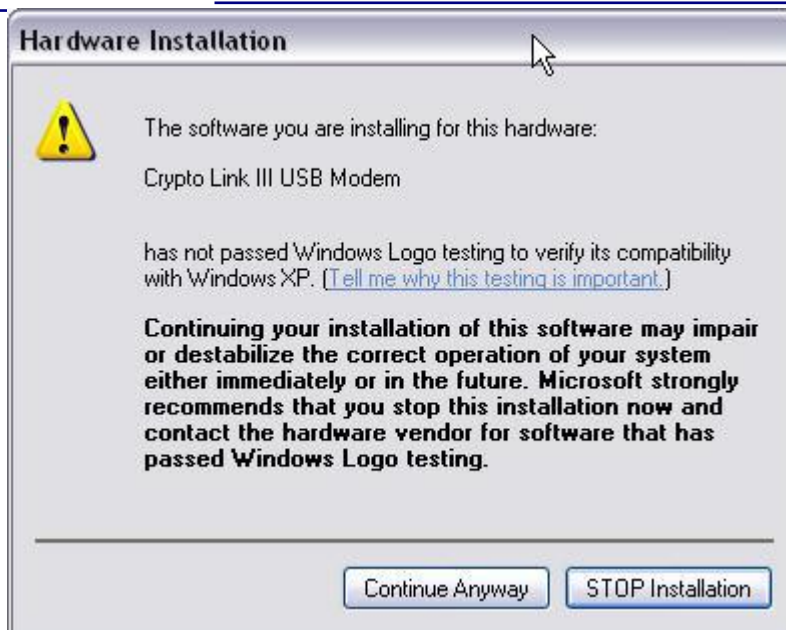 Hardware Installation
The software you are installing for this hardware:
Crypto Link III USB Modem
has not passed Windows Logo testing to verify its compatibility
with Windows XP. (Tell me why this testing is important.)
Continuing your installation of this software may impair
or destabilize the correct operation of your system
either immediately or in the future. Microsoft strongly
recommends that you stop this installation now and
contact the hardware vendor for software that has
passed Windows Logo testing.
Continue Anyway
STOP Installation